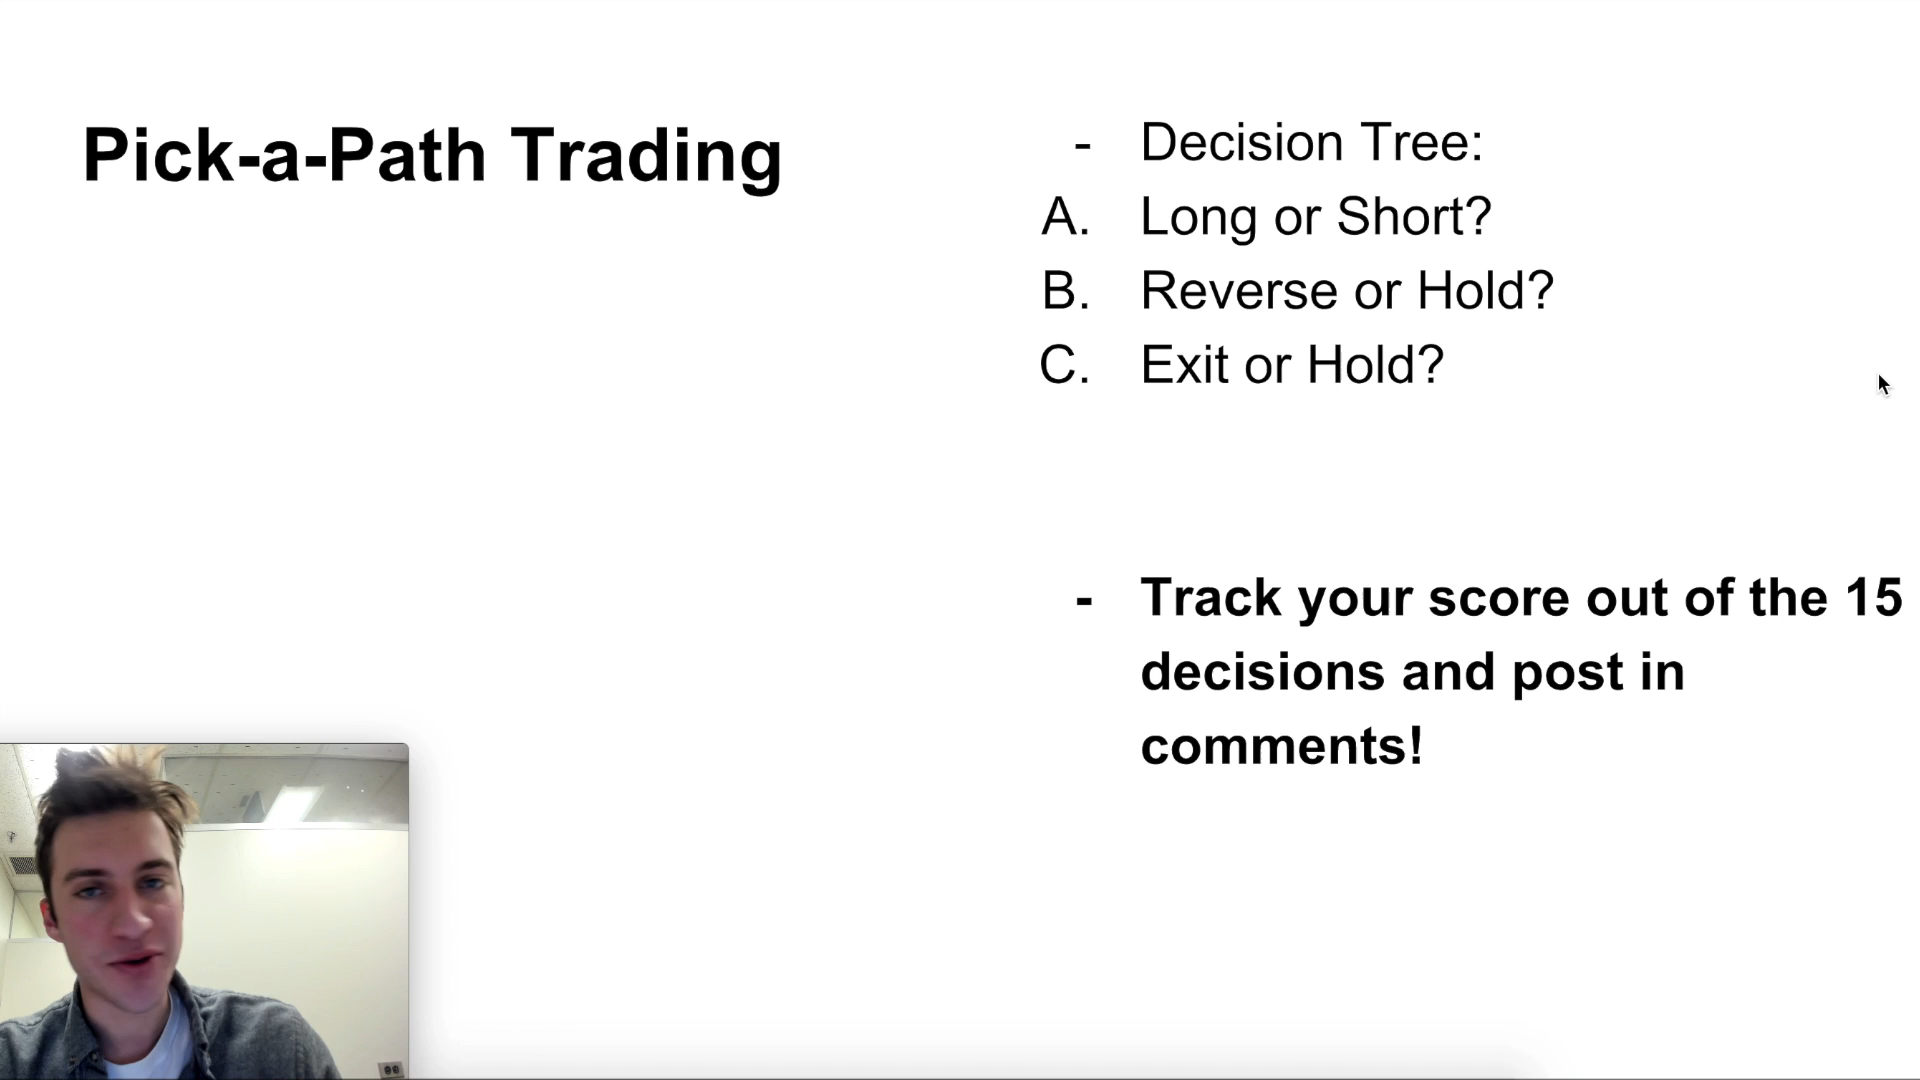 Pick-a-Path Trading
- Decision Tree:
A. Long or Short?
B. Reverse or Hold?
C. Exit or Hold?
- Track your score out of the 15
decisions and post in
comments!